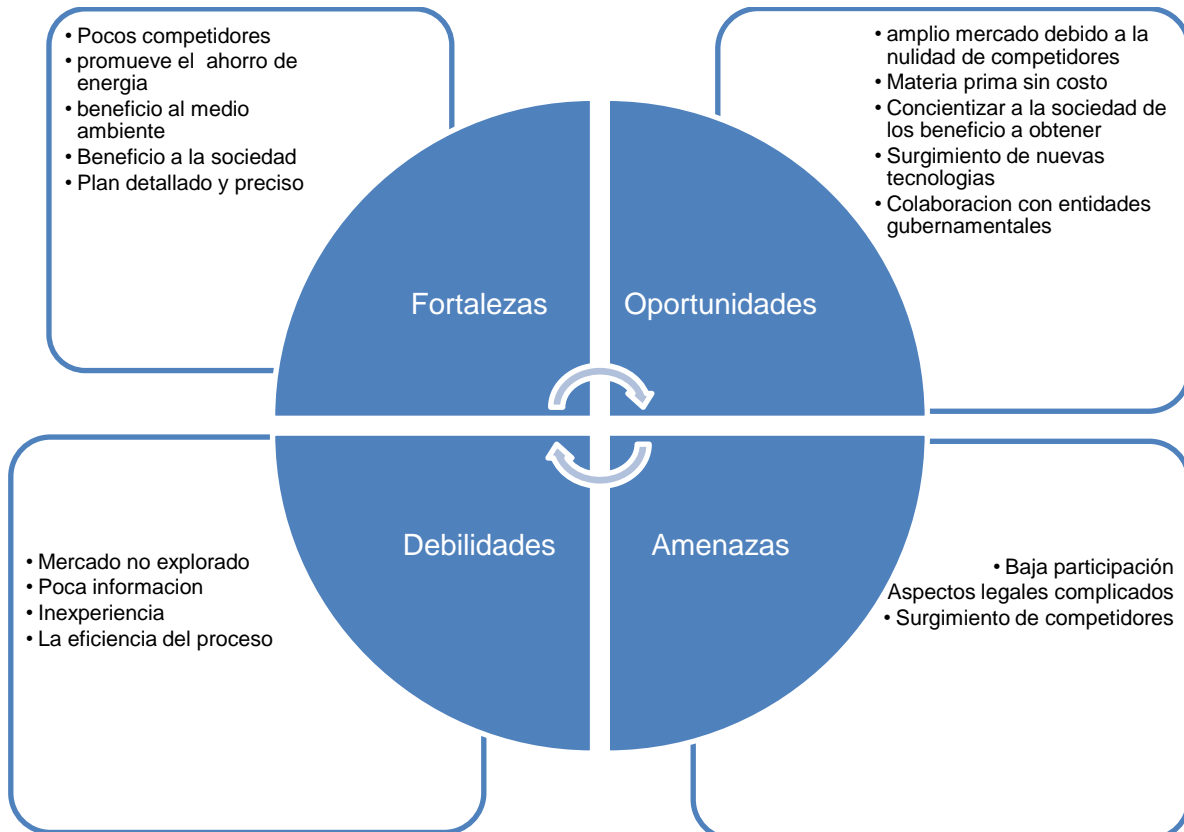 • Pocos competidores
• promueve el ahorro de
energia
• beneficio al medio
ambiente
• Beneficio a la sociedad
• Plan detallado y preciso
• amplio mercado debido a la
nulidad de competidores
• Materia prima sin costo
• Concientizar a la sociedad de
los beneficio a obtener
• Surgimiento de nuevas
tecnologias
• Colaboracion con entidades
gubernamentales
Fortalezas
Oportunidades
Debilidades
Amenazas
• Mercado no explorado
• Poca informacion
• Inexperiencia
• La eficiencia del proceso
• Baja participación
Aspectos legales complicados
• Surgimiento de competidores